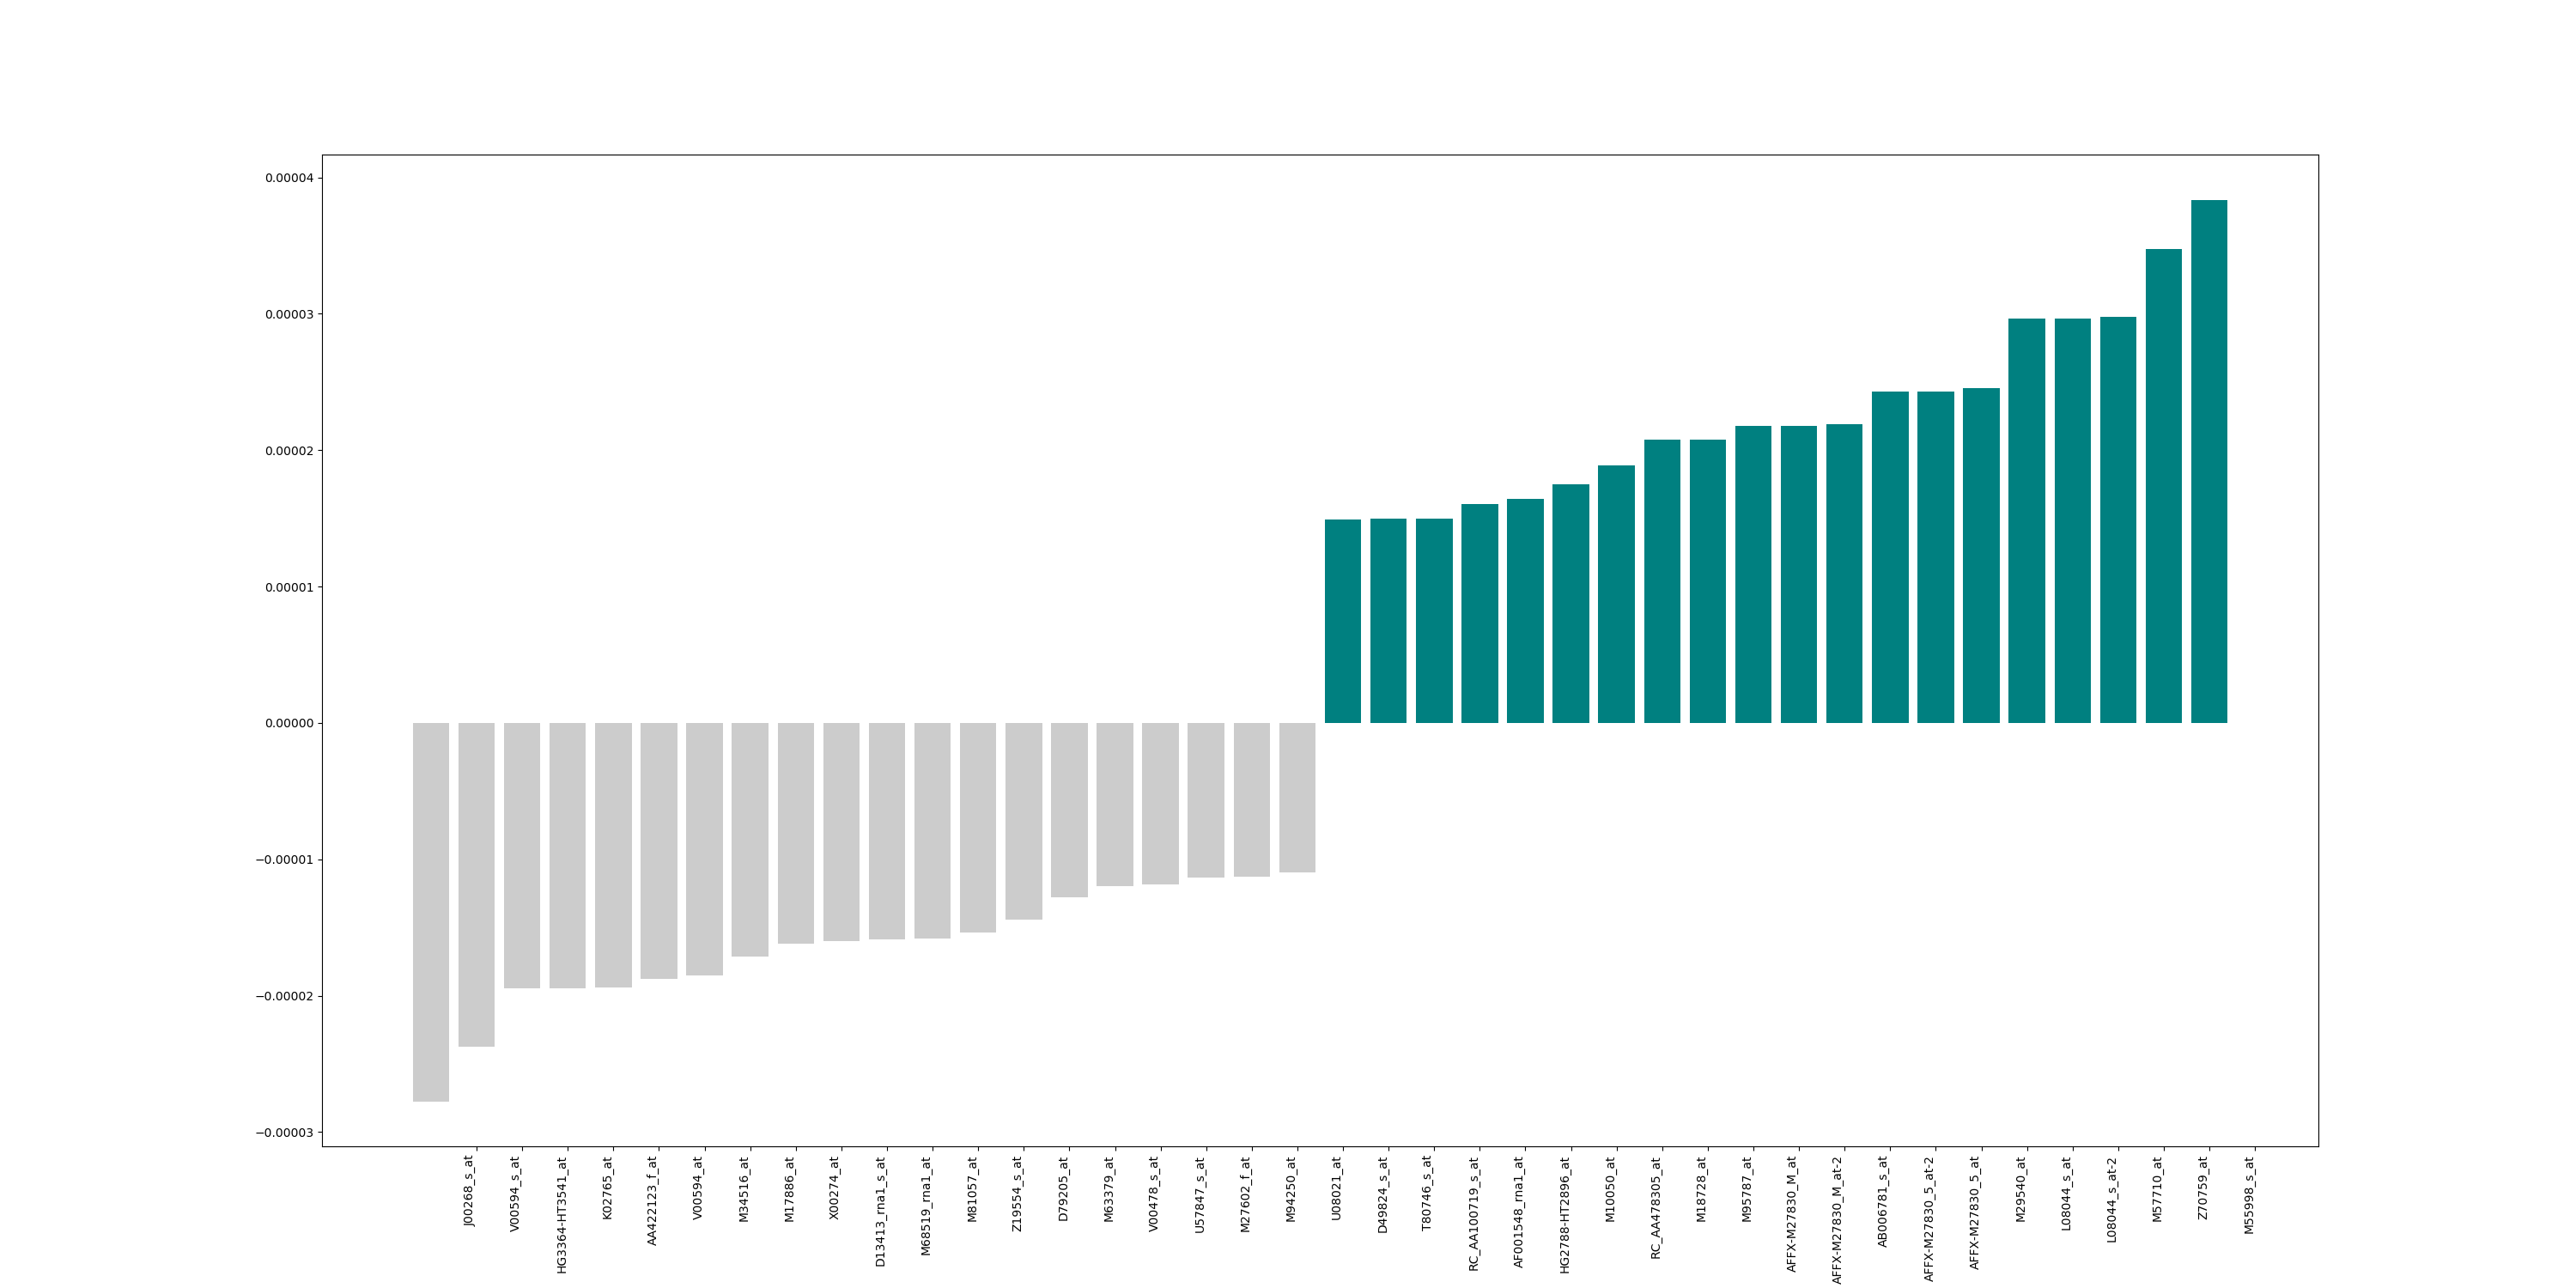 0.00004
0.00003
0.00002
0.00001
0.00000
−0.00001
−0.00002
−0.00003
J00268_s_at
V00594_s_at
HG3364-HT3541_at
K02765_at
AA422123_f_at
V00594_at
M34516_at
M17886_at
X00274_at
D13413_rna1_s_at
M68519_rna1_at
M81057_at
Z19554_s_at
D79205_at
M63379_at
V00478_s_at
U57847_s_at
M27602_f_at
M94250_at
U08021_at
D49824_s_at
T80746_s_at
RC_AA100719_s_at
AF001548_rna1_at
HG2788-HT2896_at
M10050_at
RC_AA478305_at
M18728_at
M95787_at
AFFX-M27830_M_at
AFFX-M27830_M_at-2
AB006781_s_at
AFFX-M27830_5_at-2
AFFX-M27830_5_at
M29540_at
L08044_s_at
L08044_s_at-2
M57710_at
Z70759_at
M55998_s_at